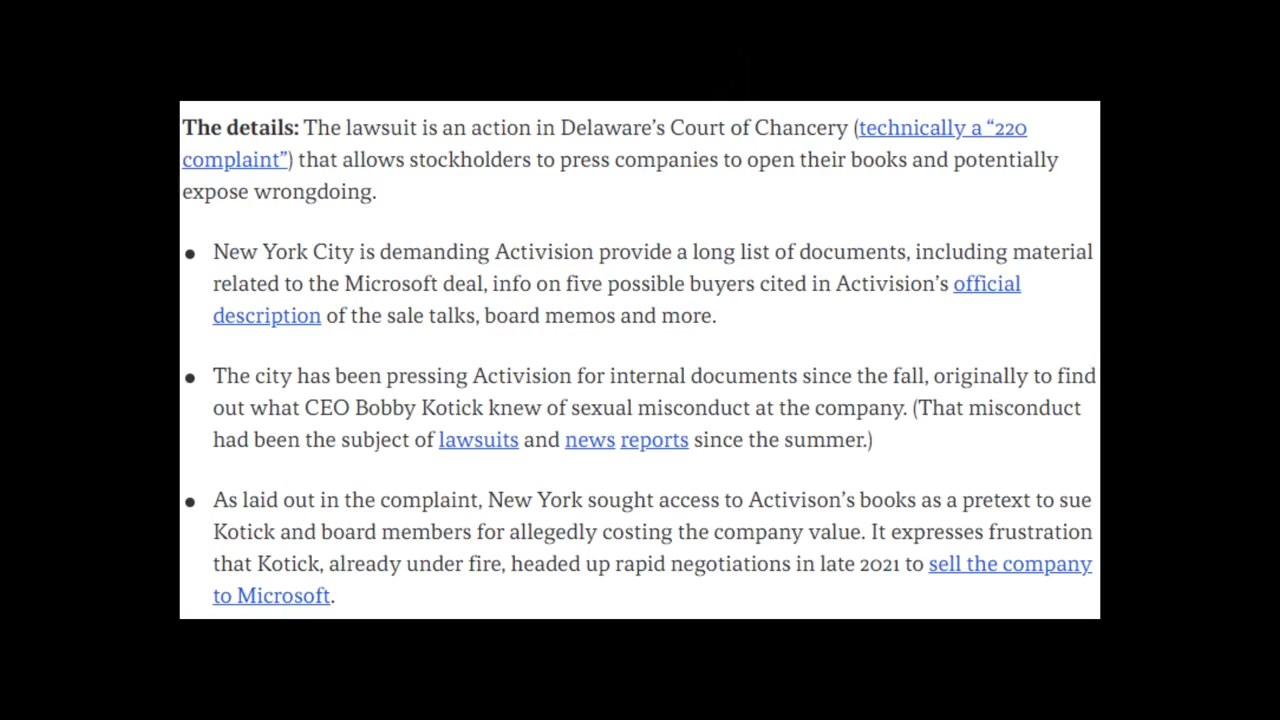 The details: The lawsuit is an action in Delaware's Court of Chancery (technically a “220
complaint”) that allows stockholders to press companies to open their books and potentially
expose wrongdoing.
● New York City is demanding Activision provide a long list of documents, including material
related to the Microsoft deal, info on five possible buyers cited in Activision's official
description of the sale talks, board memos and more.
● The city has been pressing Activision for internal documents since the fall, originally to find
out what CEO Bobby Kotick knew of sexual misconduct at the company. (That misconduct
had been the subject of lawsuits and news reports since the summer.)
● As laid out in the complaint, New York sought access to Activison's books as a pretext to sue
Kotick and board members for allegedly costing the company value. It expresses frustration
that Kotick, already under fire, headed up rapid negotiations in late 2021 to sell the company
to Microsoft.